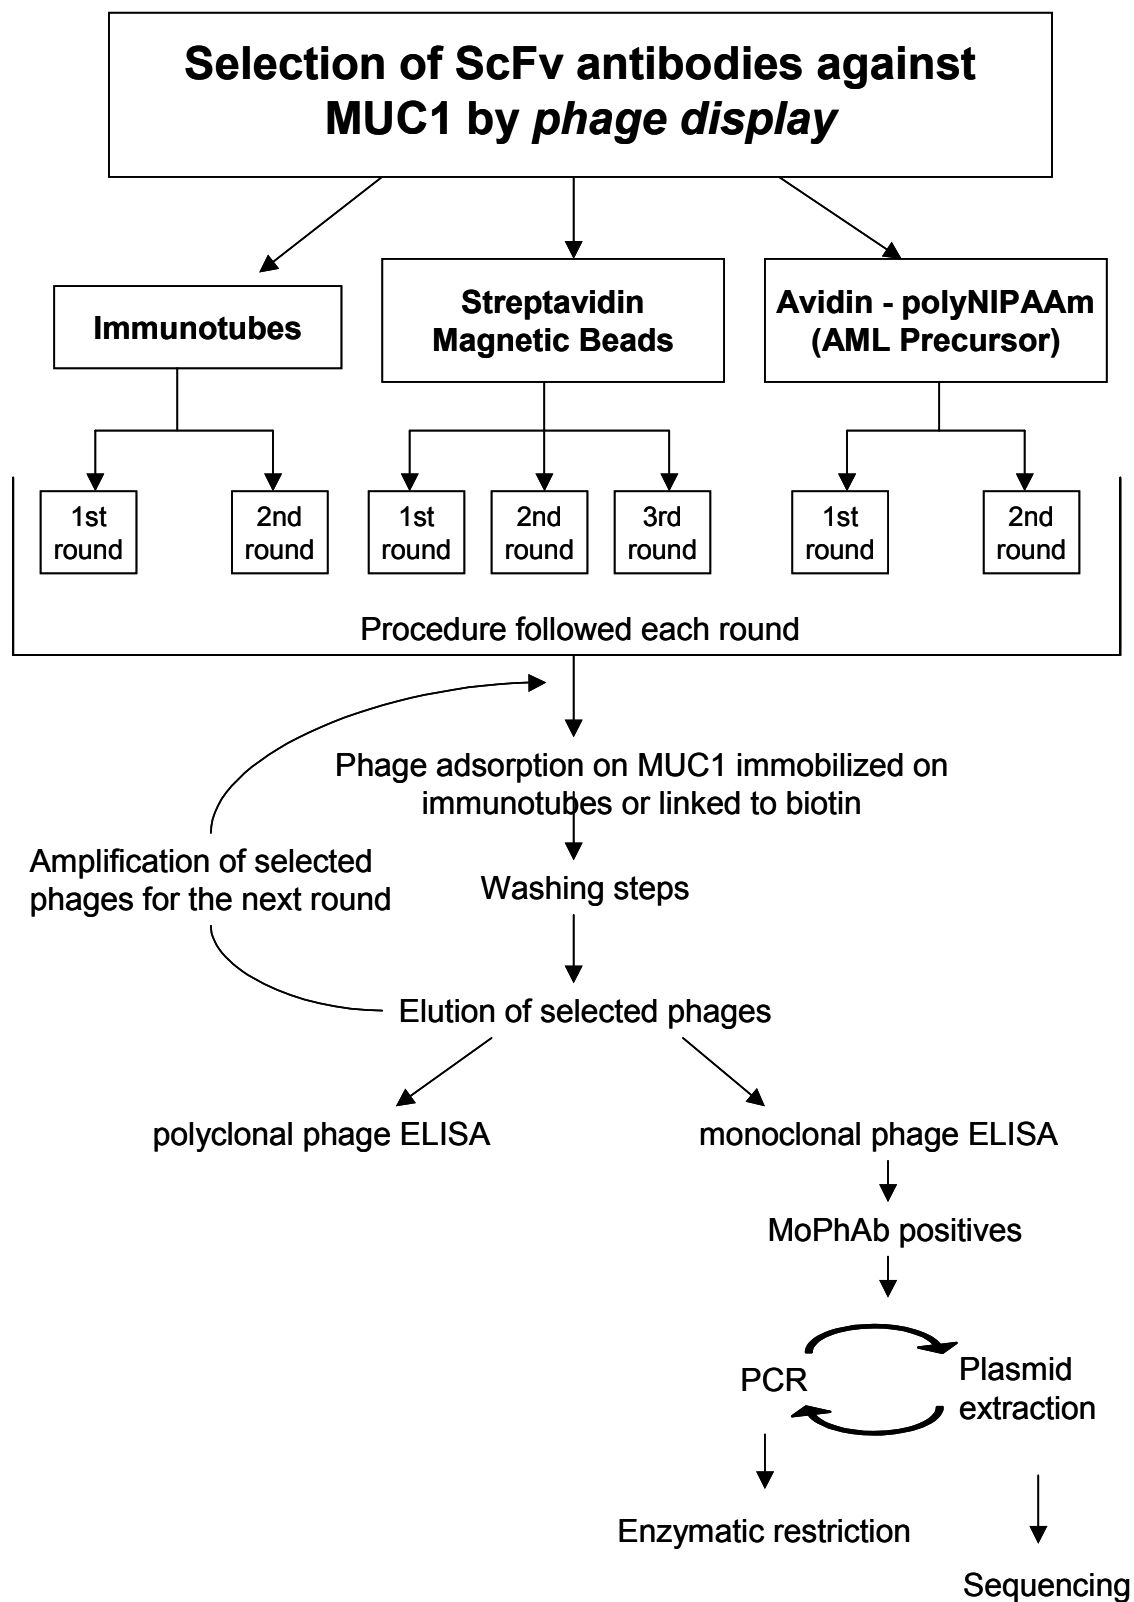 Selection of ScFv antibodies against
MUC1 by phage display
Immunotubes
Streptavidin
Magnetic Beads
Avidin - polyNIPAAm
(AML Precursor)
1st
round
2nd
round
1st
round
2nd
round
3rd
round
1st
round
2nd
round
Procedure followed each round
Phage adsorption on MUC1 immobilized on
immunotubes or linked to biotin
Amplification of selected
phages for the next round
Washing steps
Elution of selected phages
polyclonal phage ELISA
monoclonal phage ELISA
MoPhAb positives
PCR
Plasmid
extraction
Enzymatic restriction
Sequencing